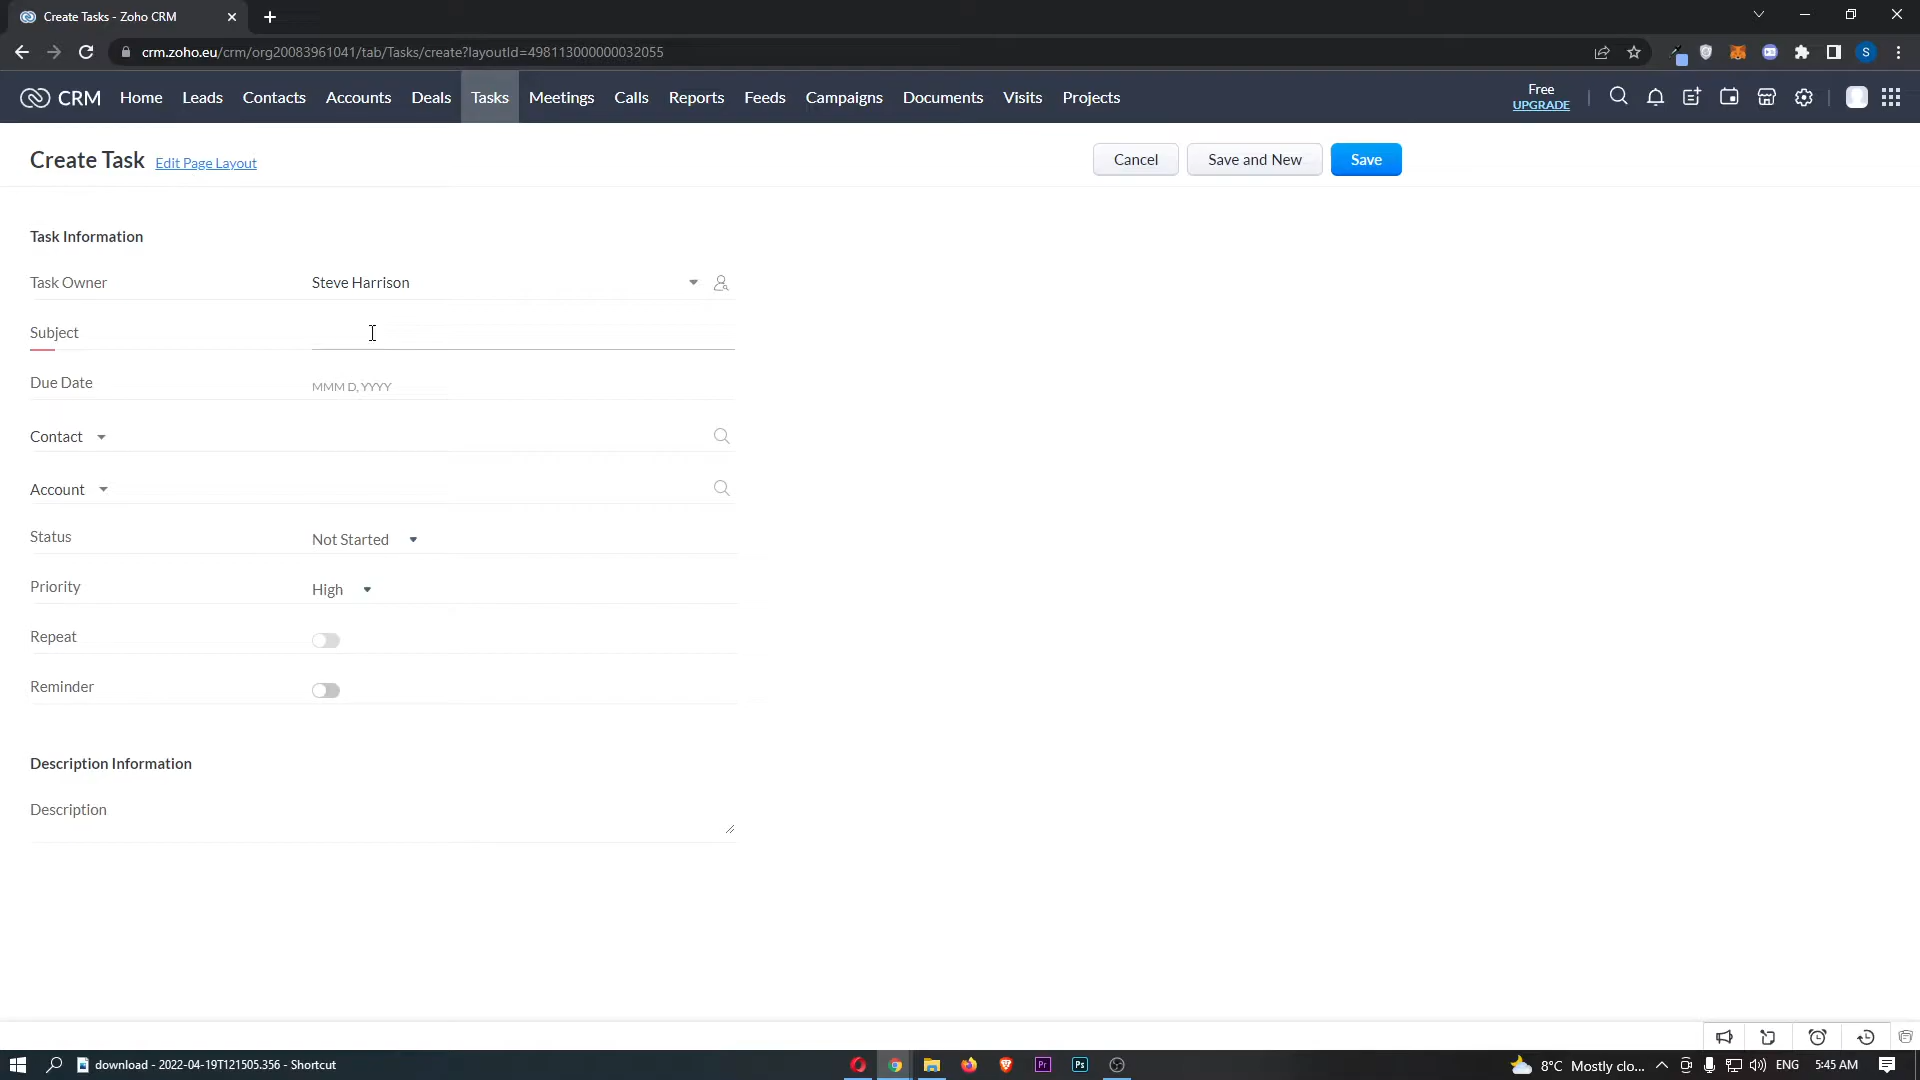 Create Tasks - Zoho CRM
crm.zoho.eu/crm/org20083961041/tab/Tasks/create?layoutId=498113000000032055
S
CRM Home Leads Contacts Accounts Deals Tasks Meetings Calls Reports Feeds Campaigns Documents Visits Projects
Free
UPGRADE
Create Task Edit Page Layout
Cancel Save and New Save
Task Information
Task Owner Steve Harrison
Subject
Due Date MMM D, YYYY
Contact
Account
Status Not Started
Priority High
Repeat
Reminder
Description Information
Description
download - 2022-04-19T121505.356 - Shortcut
Pr Ps
8°C Mostly clo... ENG 5:45 AM